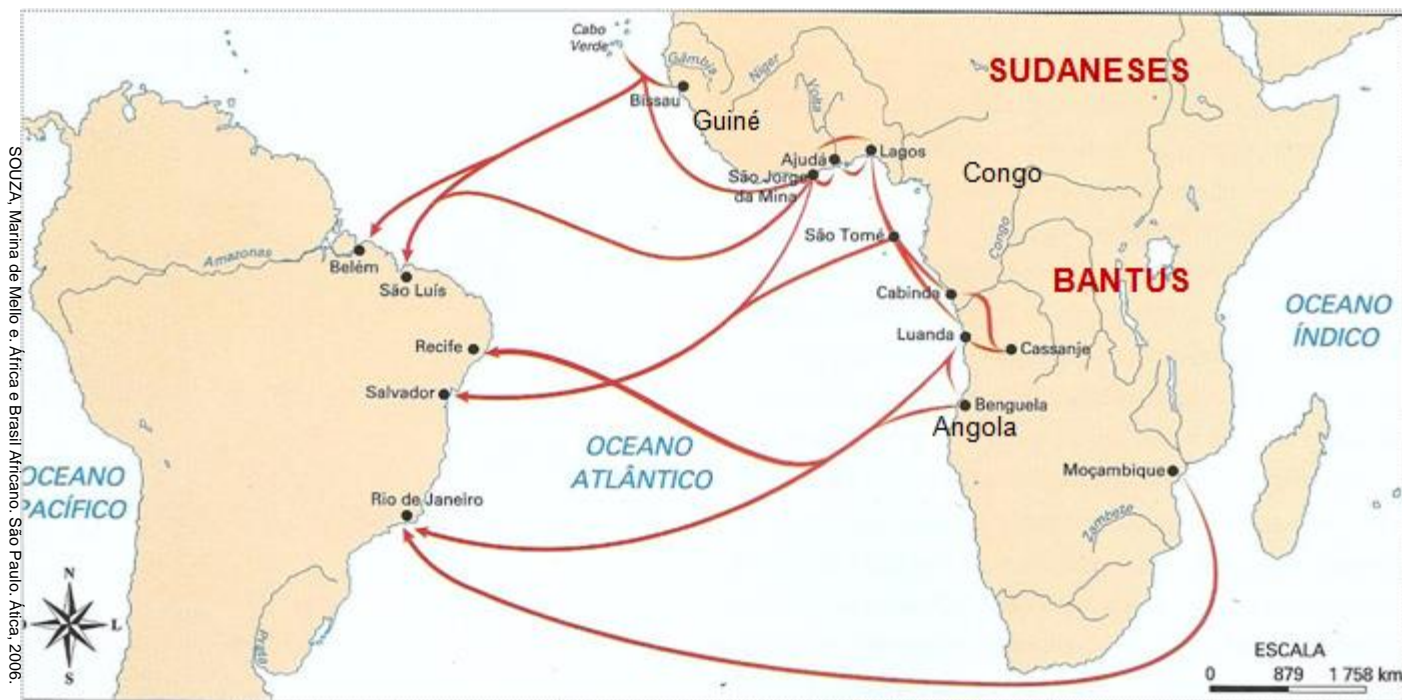 Cabo
Verde
Gâmbia
Níger
Volta
SUDANESES
Bissau
Guiné
Ajudá
Lagos
São Jorge
da Mina
Congo
São Tomé
Congo
Amazonas
Belém
São Luís
Cabinda
BANTUS
OCEANO
ÍNDICO
Recife
Luanda
Cassanje
Salvador
Benguela
Angola
OCEANO
ATLÂNTICO
Moçambique
OCEANO
PACÍFICO
Rio de Janeiro
Zambeze
N
L
S
Prata
ESCALA
0 879 1 758 km
SOUZA, Marina de Mello e. África e Brasil Africano. São Paulo. Ática, 2006.